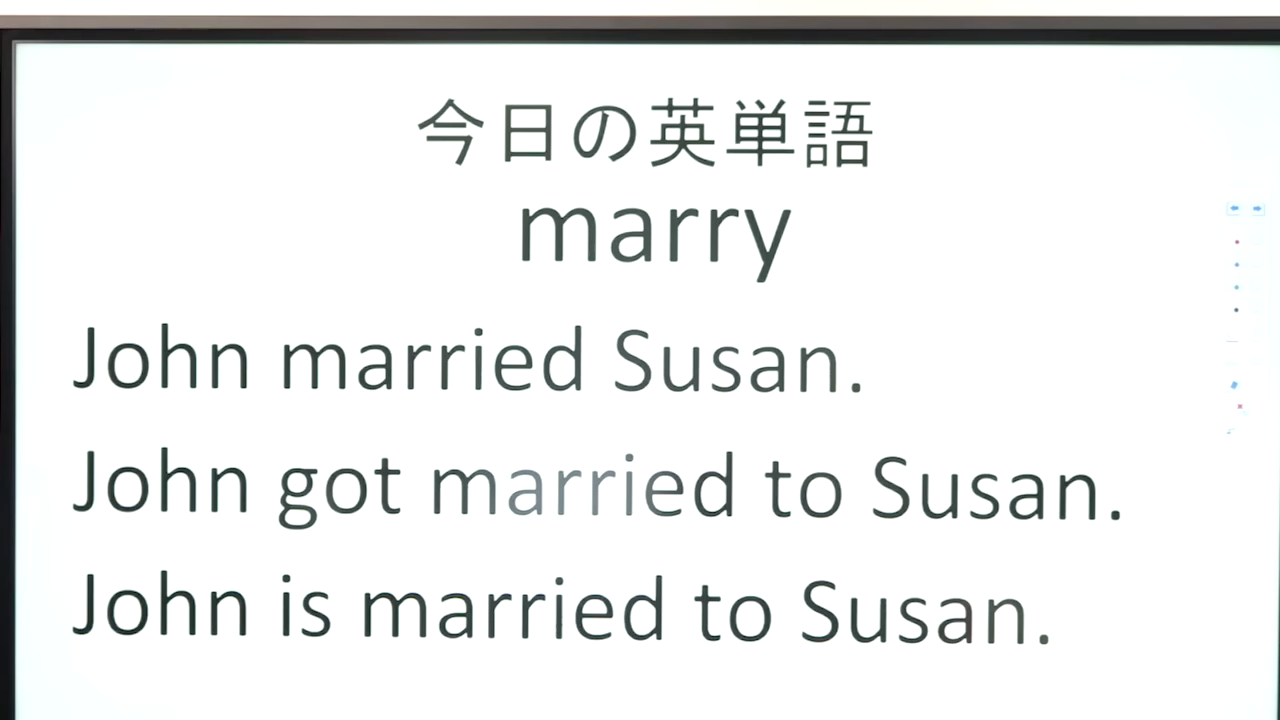 今日の英単語
marry
John married Susan.
John got married to Susan.
John is married to Susan.